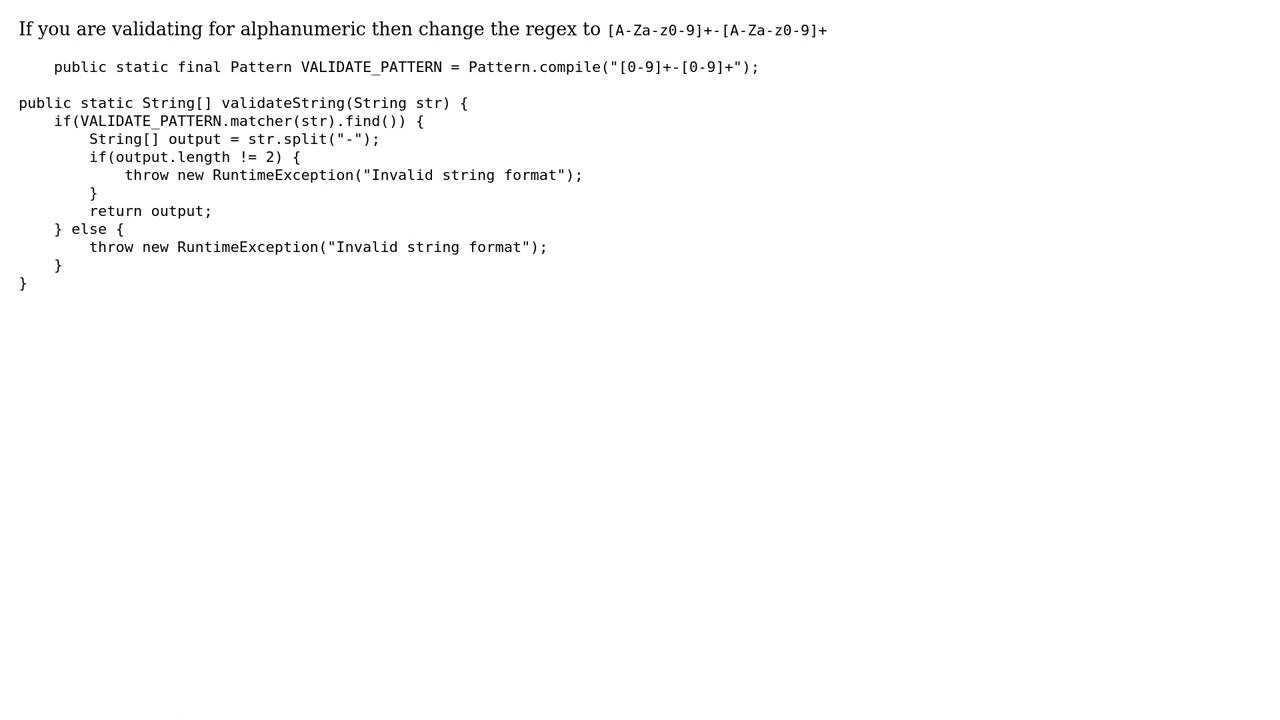 If you are validating for alphanumeric then change the regex to [A-Za-z0-9]+-[A-Za-z0-9]+
    public static final Pattern VALIDATE_PATTERN = Pattern.compile("[0-9]+-[0-9]+");
public static String[] validateString(String str) {
    if(VALIDATE_PATTERN.matcher(str).find()) {
        String[] output = str.split("-");
        if(output.length != 2) {
            throw new RuntimeException("Invalid string format");
        }
        return output;
    } else {
        throw new RuntimeException("Invalid string format");
    }
}